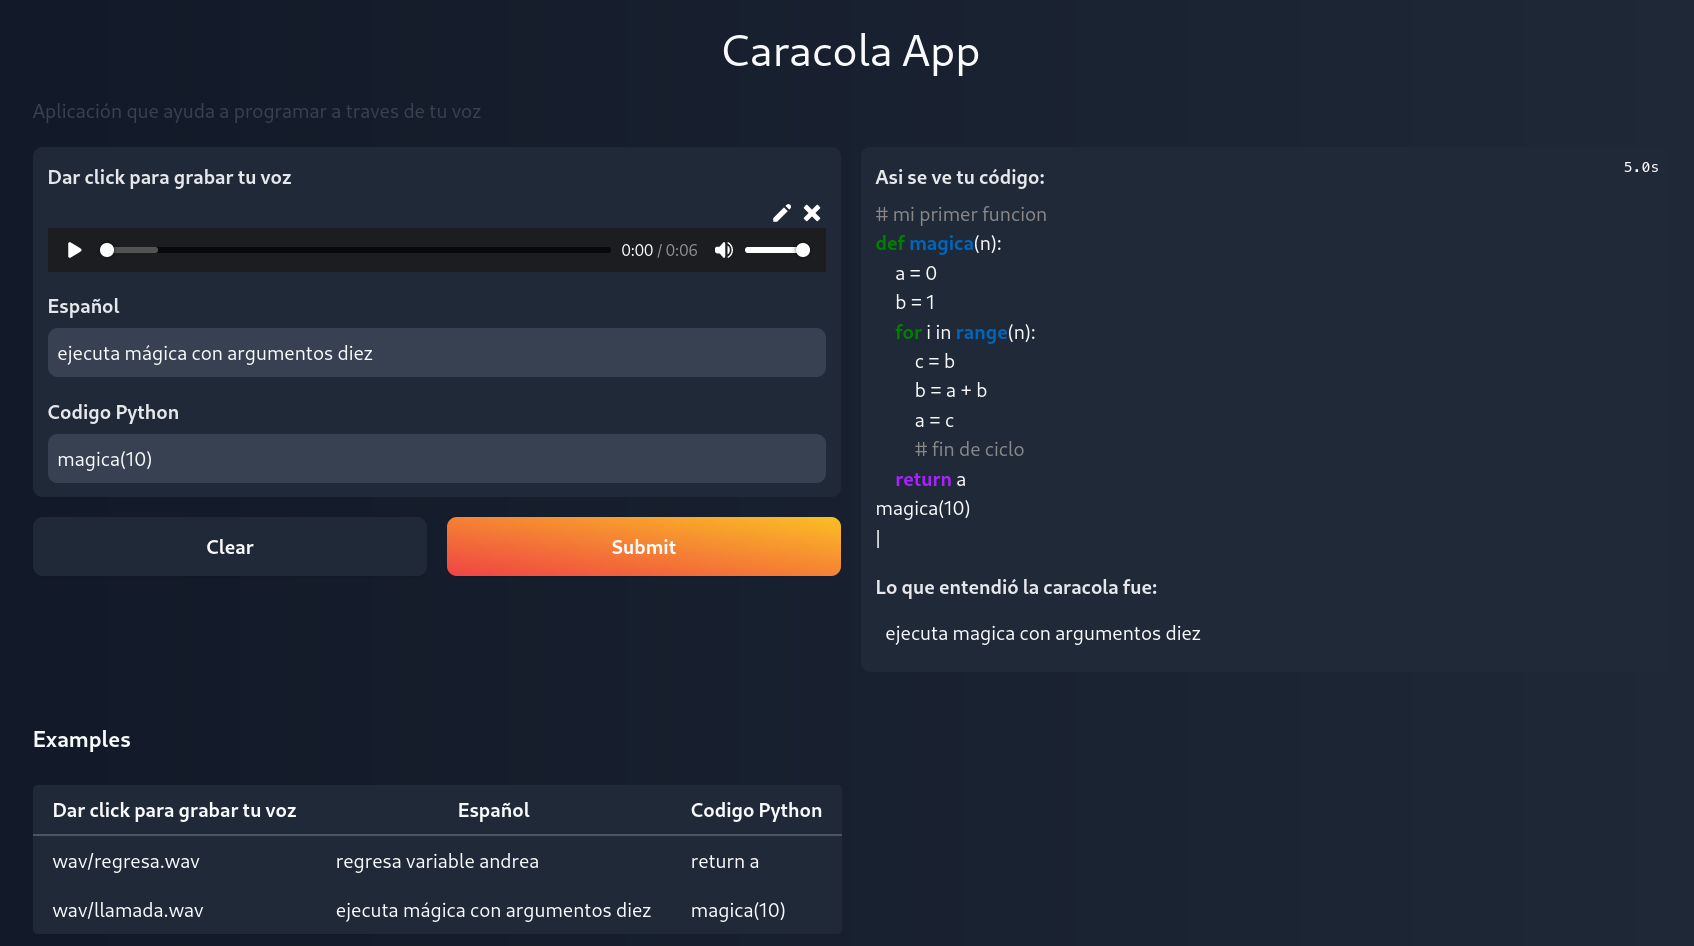 Caracola App
Aplicación que ayuda a programar a traves de tu voz
Dar click para grabar tu voz
0:00 / 0:06
Español
ejecuta mágica con argumentos diez
Codigo Python
magica(10)
Clear
Submit
5.0s
Asi se ve tu código:
# mi primer funcion
def magica(n):
    a = 0
    b = 1
    for i in range(n):
        c = b
        b = a + b
        a = c
        # fin de ciclo
    return a
magica(10)
|
Lo que entendió la caracola fue:
ejecuta magica con argumentos diez
Examples
Dar click para grabar tu voz Español Codigo Python
wav/regresa.wav regresa variable andrea return a
wav/llamada.wav ejecuta mágica con argumentos diez magica(10)